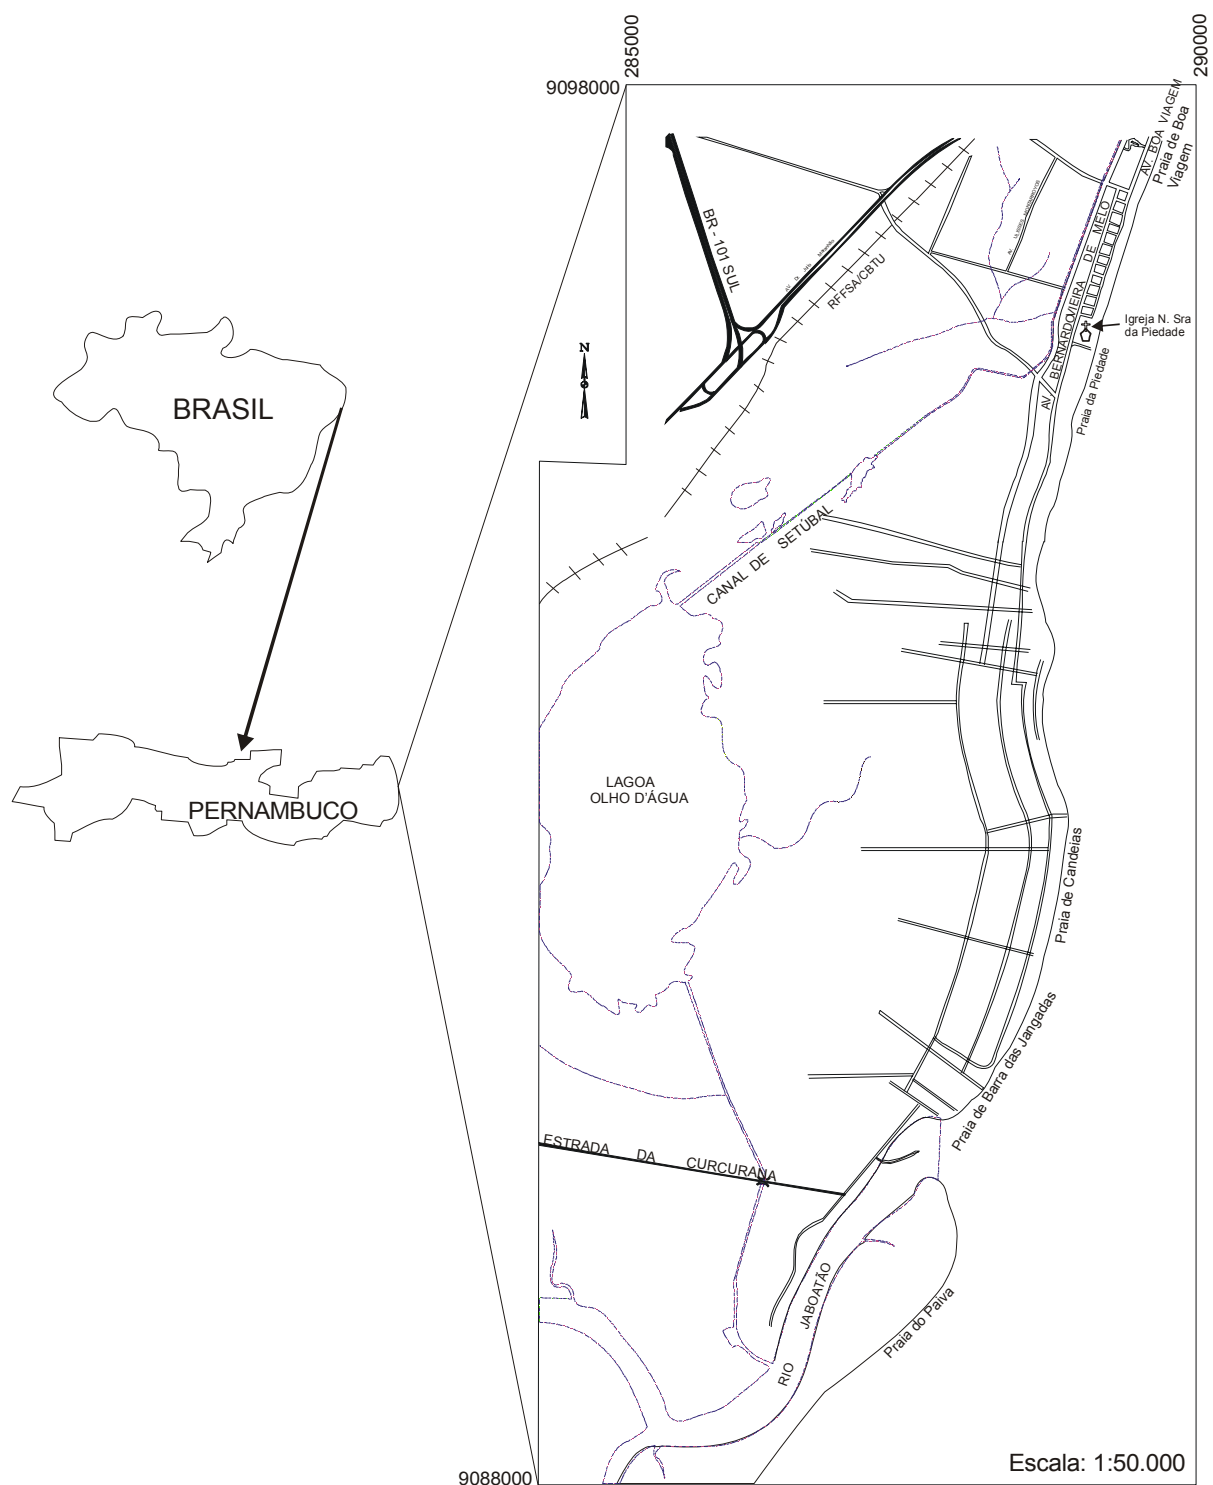 285000
290000
9098000
AV. BOA VIAGEM
Praia de Boa
Viagem
BR - 101 SUL
RFFSA/CBTU
AV. BERNARDO VIEIRA DE MELO
Igreja N. Sra
da Piedade
Praia da Piedade
N
BRASIL
CANAL DE SETÚBAL
LAGOA
OLHO D'ÁGUA
PERNAMBUCO
Praia de Candeias
Praia de Barra das Jangadas
ESTRADA DA CURCURANA
RIO JABOATÃO
Praia do Paiva
Escala: 1:50.000
9088000